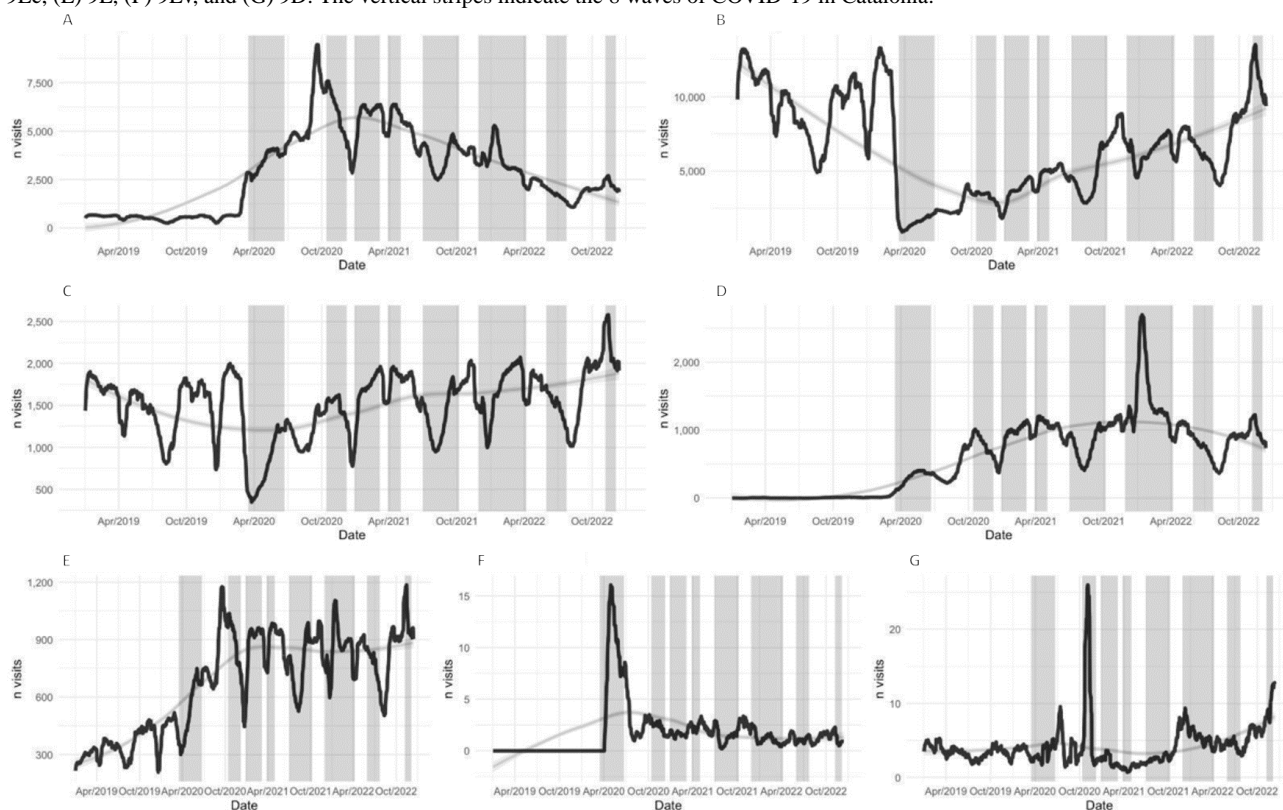 9Ec, (E) 9E, (F) 9Ev, and (G) 9D. The vertical stripes indicate the 8 waves of COVID-19 in Catalonia.
A
B
n visits
7,500
5,000
2,500
0
Apr/2019 Oct/2019 Apr/2020 Oct/2020 Apr/2021 Oct/2021 Apr/2022 Oct/2022
Date
n visits
10,000
5,000
Apr/2019 Oct/2019 Apr/2020 Oct/2020 Apr/2021 Oct/2021 Apr/2022 Oct/2022
Date
C
D
n visits
2,500
2,000
1,500
1,000
500
Apr/2019 Oct/2019 Apr/2020 Oct/2020 Apr/2021 Oct/2021 Apr/2022 Oct/2022
Date
n visits
2,000
1,000
0
Apr/2019 Oct/2019 Apr/2020 Oct/2020 Apr/2021 Oct/2021 Apr/2022 Oct/2022
Date
E
F
G
n visits
1,200
900
600
300
Apr/2019 Oct/2019 Apr/2020 Oct/2020 Apr/2021 Oct/2021 Apr/2022 Oct/2022
Date
n visits
15
10
5
0
Apr/2019 Oct/2019 Apr/2020 Oct/2020 Apr/2021 Oct/2021 Apr/2022 Oct/2022
Date
n visits
20
10
0
Apr/2019 Oct/2019 Apr/2020 Oct/2020 Apr/2021 Oct/2021 Apr/2022 Oct/2022
Date